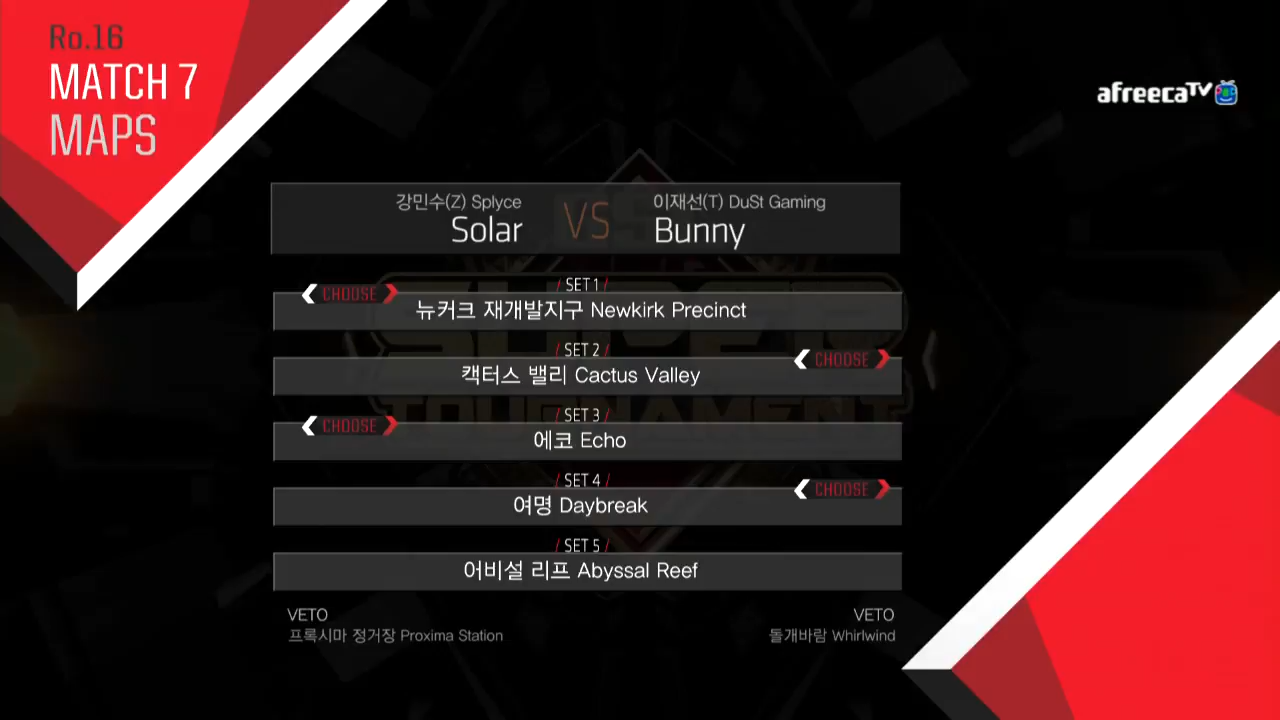 Ro.16
MATCH 7
MAPS
afreecaTV
강민수(Z) Splyce
Solar
VS
이재선(T) DuSt Gaming
Bunny
/ SET 1 /
CHOOSE
뉴커크 재개발지구 Newkirk Precinct
/ SET 2 /
CHOOSE
캑터스 밸리 Cactus Valley
/ SET 3 /
CHOOSE
에코 Echo
/ SET 4 /
CHOOSE
여명 Daybreak
/ SET 5 /
어비설 리프 Abyssal Reef
VETO
프록시마 정거장 Proxima Station
VETO
돌개바람 Whirlwind
SUPER
TOURNAMENT